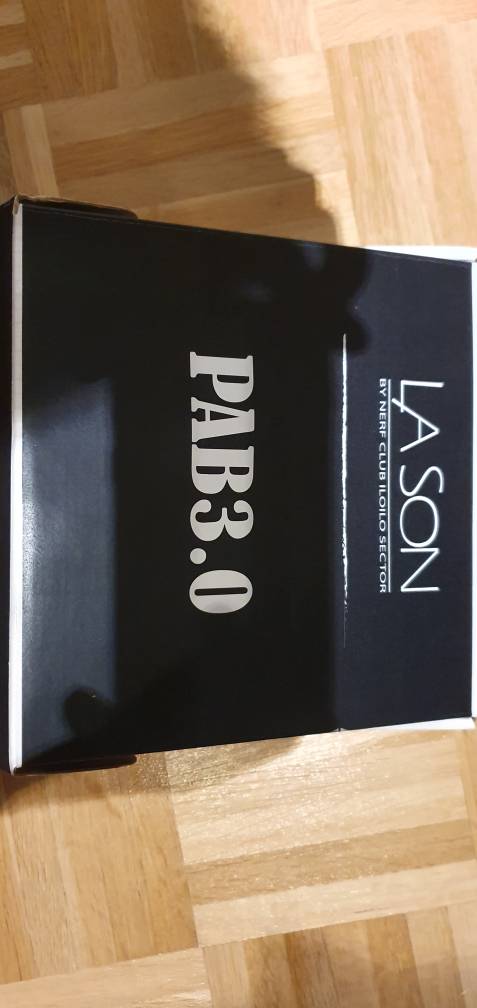 LA SON
BY NERF CLUB ILOILO SECTOR
PAB3.0